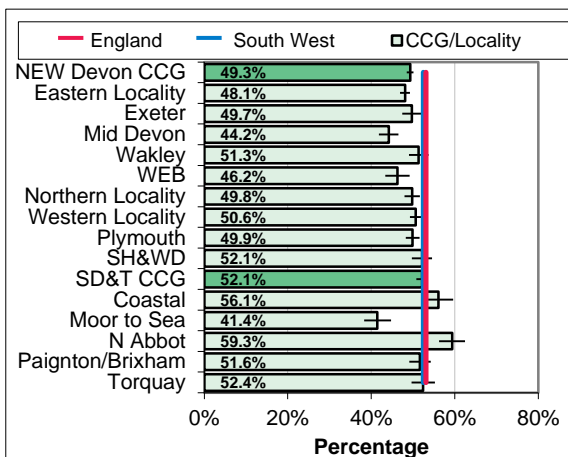 England South West CCG/Locality
NEW Devon CCG 49.3%
Eastern Locality 48.1%
Exeter 49.7%
Mid Devon 44.2%
Wakley 51.3%
WEB 46.2%
Northern Locality 49.8%
Western Locality 50.6%
Plymouth 49.9%
SH&WD 52.1%
SD&T CCG 52.1%
Coastal 56.1%
Moor to Sea 41.4%
N Abbot 59.3%
Paignton/Brixham 51.6%
Torquay 52.4%
0% 20% 40% 60% 80%
Percentage